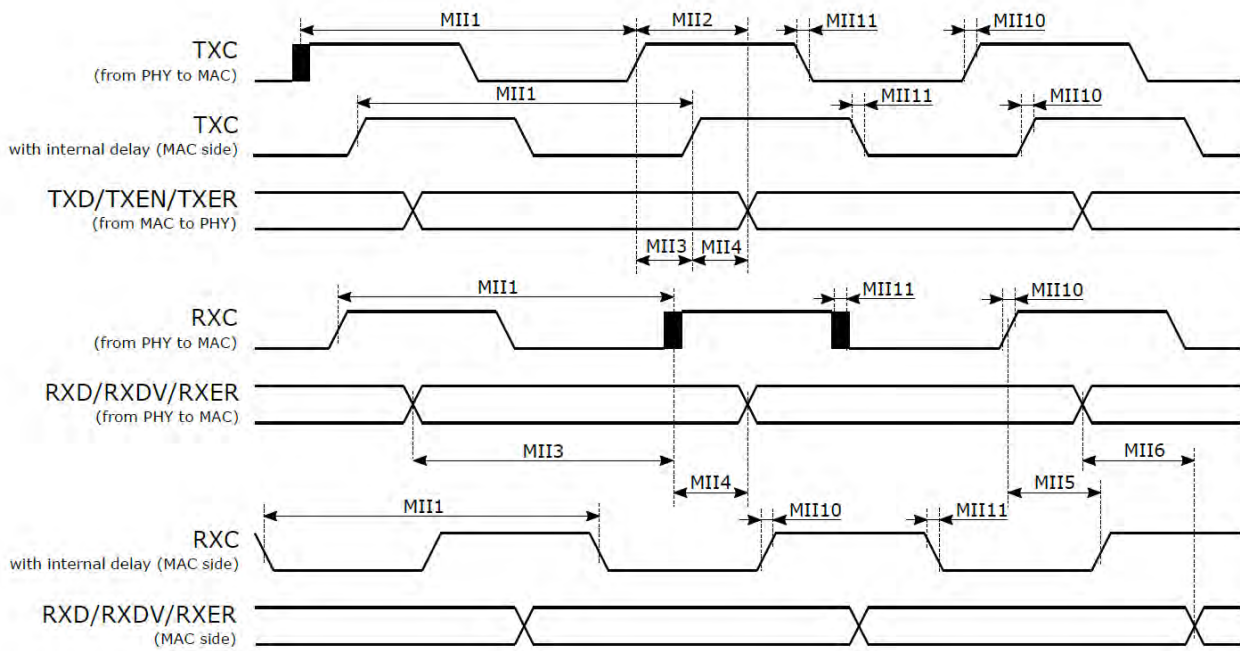 MII1 MII2 MII11 MII10
TXC
(from PHY to MAC)
MII1 MII11 MII10
TXC
with internal delay (MAC side)
TXD/TXEN/TXER
(from MAC to PHY)
MII3 MII4
MII1 MII11 MII10
RXC
(from PHY to MAC)
RXD/RXDV/RXER
(from PHY to MAC)
MII3 MII6
MII4 MII5
MII1 MII10 MII11
RXC
with internal delay (MAC side)
RXD/RXDV/RXER
(MAC side)